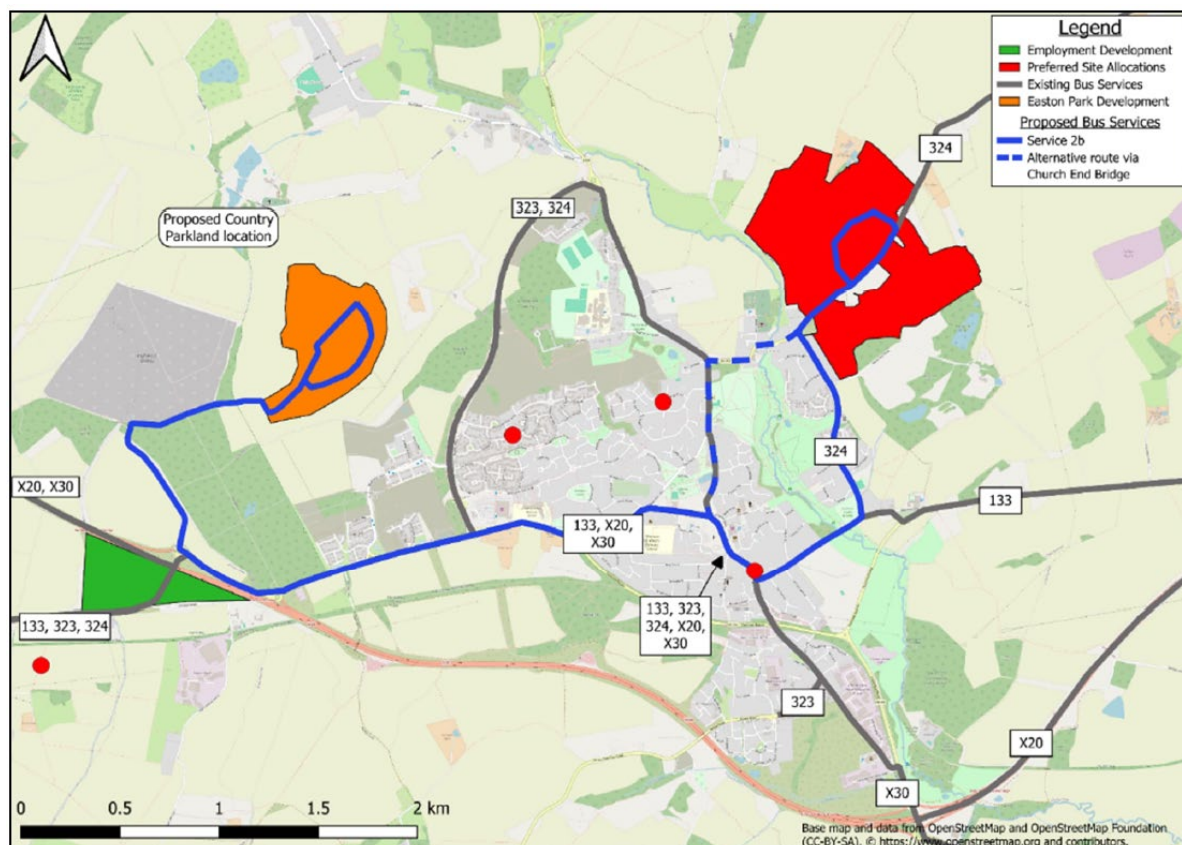 Legend
Employment Development
Preferred Site Allocations
Existing Bus Services
Easton Park Development
Proposed Bus Services
Service 2b
Alternative route via
Church End Bridge
324
323, 324
Proposed Country
Parkland location
324
X20, X30
133
133, X20,
X30
133, 323,
324, X20,
X30
133, 323, 324
323
X20
X30
0 0.5 1 1.5 2 km
Base map and data from OpenStreetMap and OpenStreetMap Foundation
(CC-BY-SA). © https://www.openstreetmap.org and contributors.